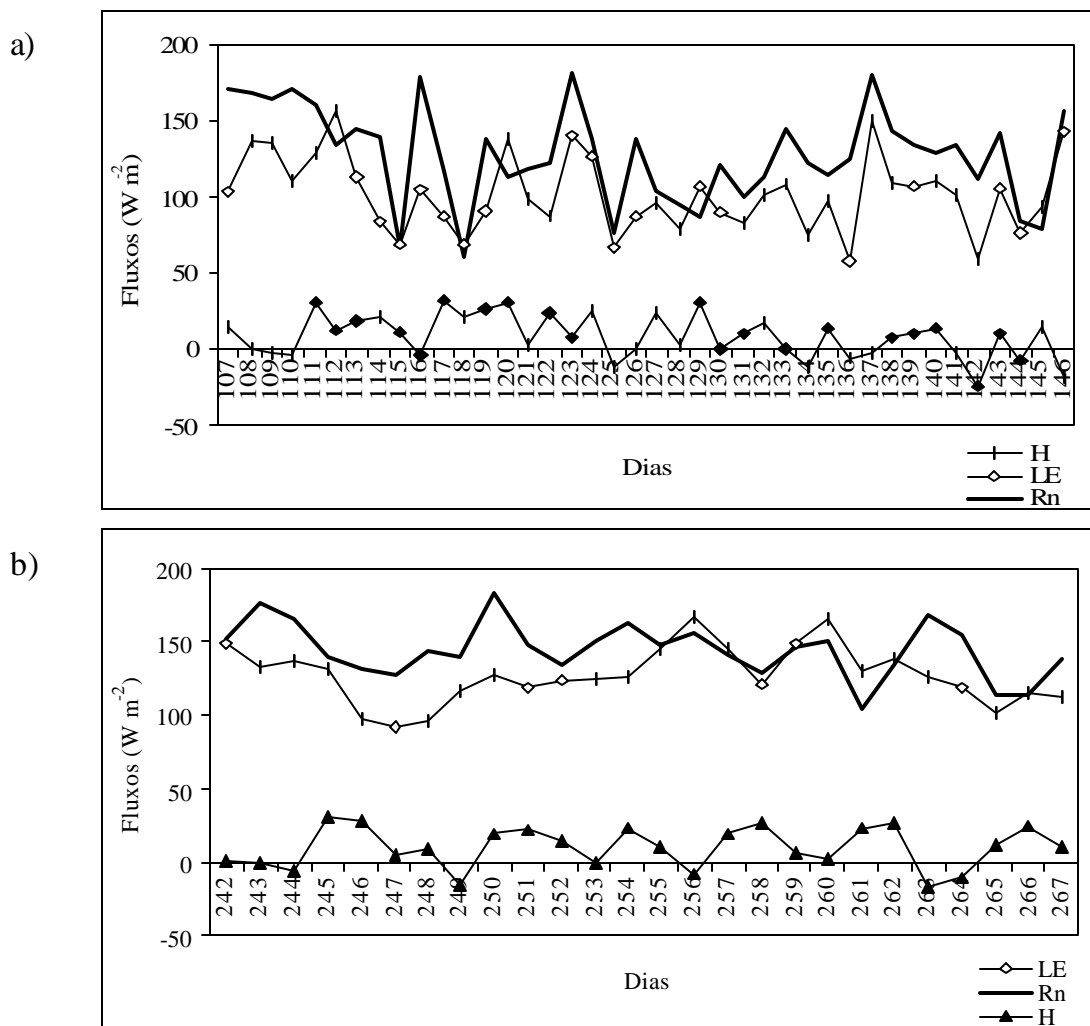 a)
200
150
100
50
0
-50
Fluxos (W m-2)
107 108 109 110 111 112 113 114 115 116 117 118 119 120 121 122 123 124 125 126 127 128 129 130 131 132 133 134 135 136 137 138 139 140 141 142 143 144 145 146
Dias
H
LE
Rn
b)
200
150
100
50
0
-50
Fluxos (W m-2)
242 243 244 245 246 247 248 249 250 251 252 253 254 255 256 257 258 259 260 261 262 263 264 265 266 267
Dias
LE
Rn
H